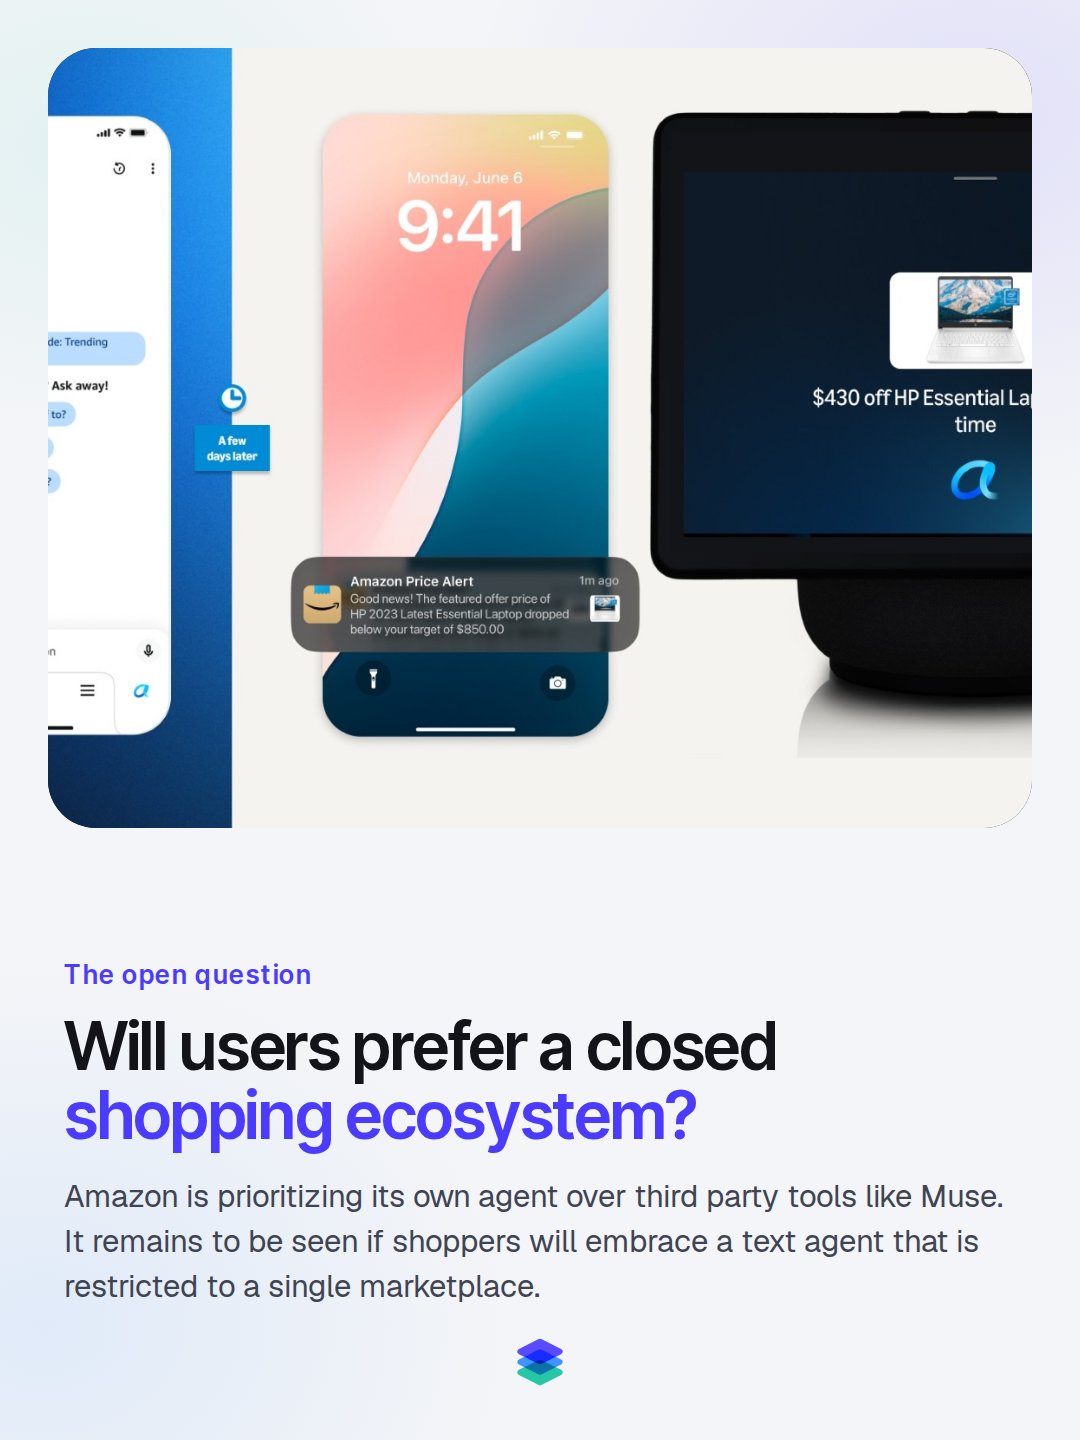 de: Trending
Ask away!
to?
?
A few
days later
Monday, June 6
9:41
Amazon Price Alert
1m ago
Good news! The featured offer price of
HP 2023 Latest Essential Laptop dropped
below your target of $850.00
$430 off HP Essential
time
The open question
Will users prefer a closed
shopping ecosystem?
Amazon is prioritizing its own agent over third party tools like Muse.
It remains to be seen if shoppers will embrace a text agent that is
restricted to a single marketplace.